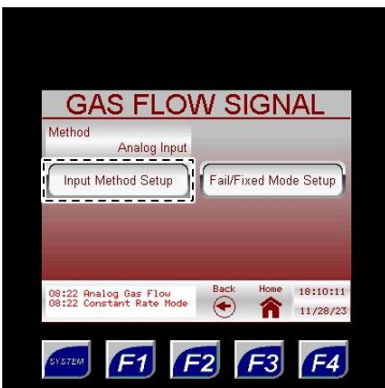 GAS FLOW SIGNAL
Method
Analog Input
Input Method Setup
Fail/Fixed Mode Setup
08:22 Analog Gas Flow
08:22 Constant Rate Mode
Back
Home
18:10:11
11/28/23
SYSTEM
F1
F2
F3
F4